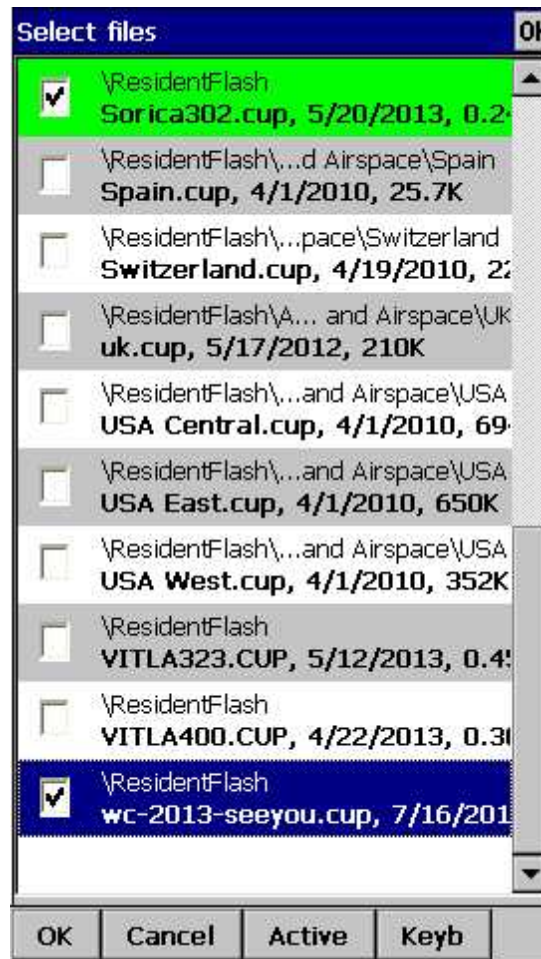 Select files
OK
\ResidentFlash
Sorica302.cup, 5/20/2013, 0.2
\ResidentFlash\...d Airspace\Spain
Spain.cup, 4/1/2010, 25.7K
\ResidentFlash\...pace\Switzerland
Switzerland.cup, 4/19/2010, 22
\ResidentFlash\A... and Airspace\UK
uk.cup, 5/17/2012, 210K
\ResidentFlash\...and Airspace\USA
USA Central.cup, 4/1/2010, 69
\ResidentFlash\...and Airspace\USA
USA East.cup, 4/1/2010, 650K
\ResidentFlash\...and Airspace\USA
USA West.cup, 4/1/2010, 352K
\ResidentFlash
VITLA323.CUP, 5/12/2013, 0.4
\ResidentFlash
VITLA400.CUP, 4/22/2013, 0.3
\ResidentFlash
wc-2013-seeyou.cup, 7/16/201
OK Cancel Active Keyb